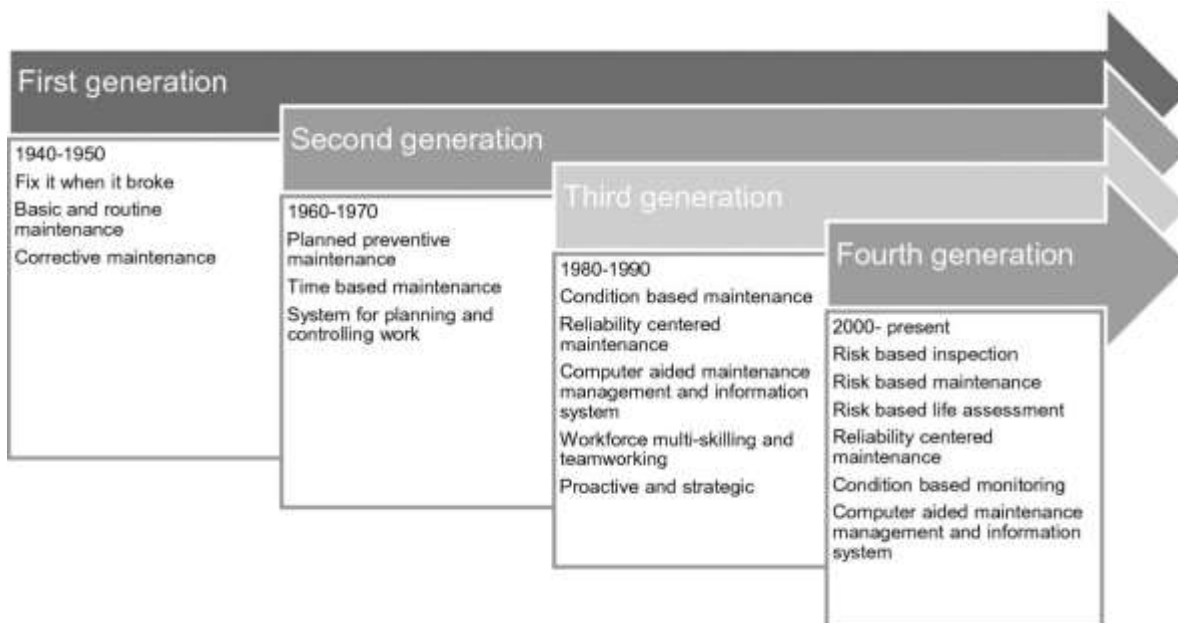 First generation
1940-1950
Fix it when it broke
Basic and routine
maintenance
Corrective maintenance
Second generation
1960-1970
Planned preventive
maintenance
Time based maintenance
System for planning and
controlling work
Third generation
1980-1990
Condition based maintenance
Reliability centered
maintenance
Computer aided maintenance
management and information
system
Workforce multi-skilling and
teamworking
Proactive and strategic
Fourth generation
2000- present
Risk based inspection
Risk based maintenance
Risk based life assessment
Reliability centered
maintenance
Condition based monitoring
Computer aided maintenance
management and information
system